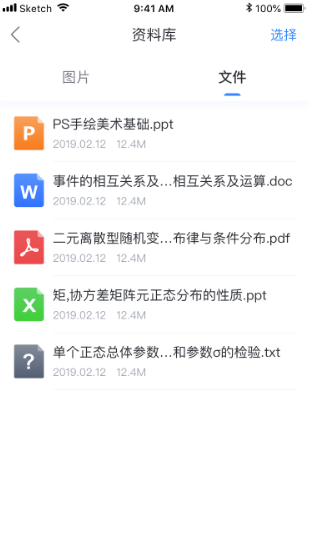 Sketch 9:41 AM 100%
资料库 选择
图片 文件
P PS手绘美术基础.ppt
2019.02.12 12.4M
W 事件的相互关系及...相互关系及运算.doc
2019.02.12 12.4M
二元离散型随机变...布律与条件分布.pdf
2019.02.12 12.4M
X 矩,协方差矩阵元正态分布的性质.ppt
2019.02.12 12.4M
? 单个正态总体参数...和参数σ的检验.txt
2019.02.12 12.4M